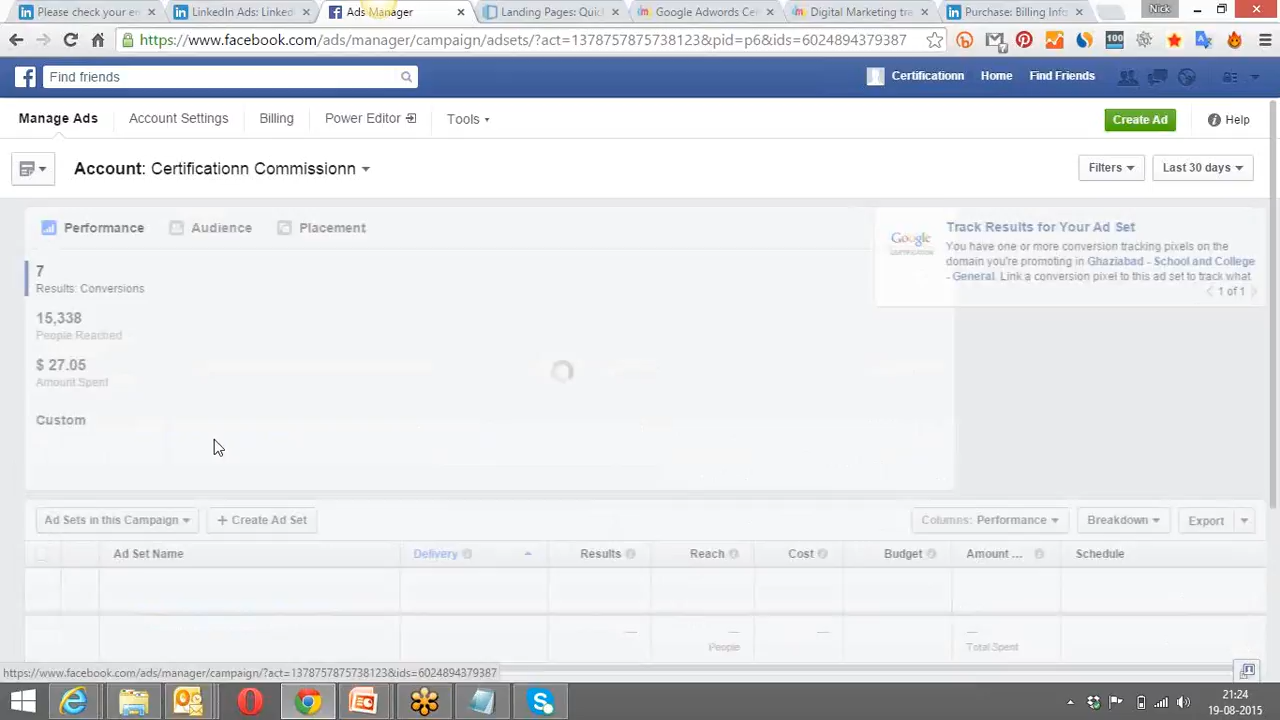 Please check your en
LinkedIn Ads: Linked
Ads Manager
Landing Pages: Quic
Google Adwords Ce
Digital Marketing tre
Purchase: Billing Info
Nick
https://www.facebook.com/ads/manager/campaign/adsets/?act=1378757875738123&pid=p6&ids=6024894379387
Find friends
Certificationn
Home
Find Friends
Manage Ads
Account Settings
Billing
Power Editor
Tools
Create Ad
Help
Account: Certificationn Commissionn
Filters
Last 30 days
Performance
Audience
Placement
7
Results: Conversions
15,338
People Reached
$ 27.05
Amount Spent
Custom
Google
CERTIFICATION
Track Results for Your Ad Set
You have one or more conversion tracking pixels on the
domain you're promoting in Ghaziabad - School and College
- General. Link a conversion pixel to this ad set to track what
1 of 1
Ad Sets in this Campaign
+ Create Ad Set
Columns: Performance
Breakdown
Export
Ad Set Name
Delivery
Results
Reach
Cost
Budget
Amount ...
Schedule
—
— People
—
— Total Spent
https://www.facebook.com/ads/manager/campaign/?act=1378757875738123&ids=6024894379387
21:24
19-08-2015